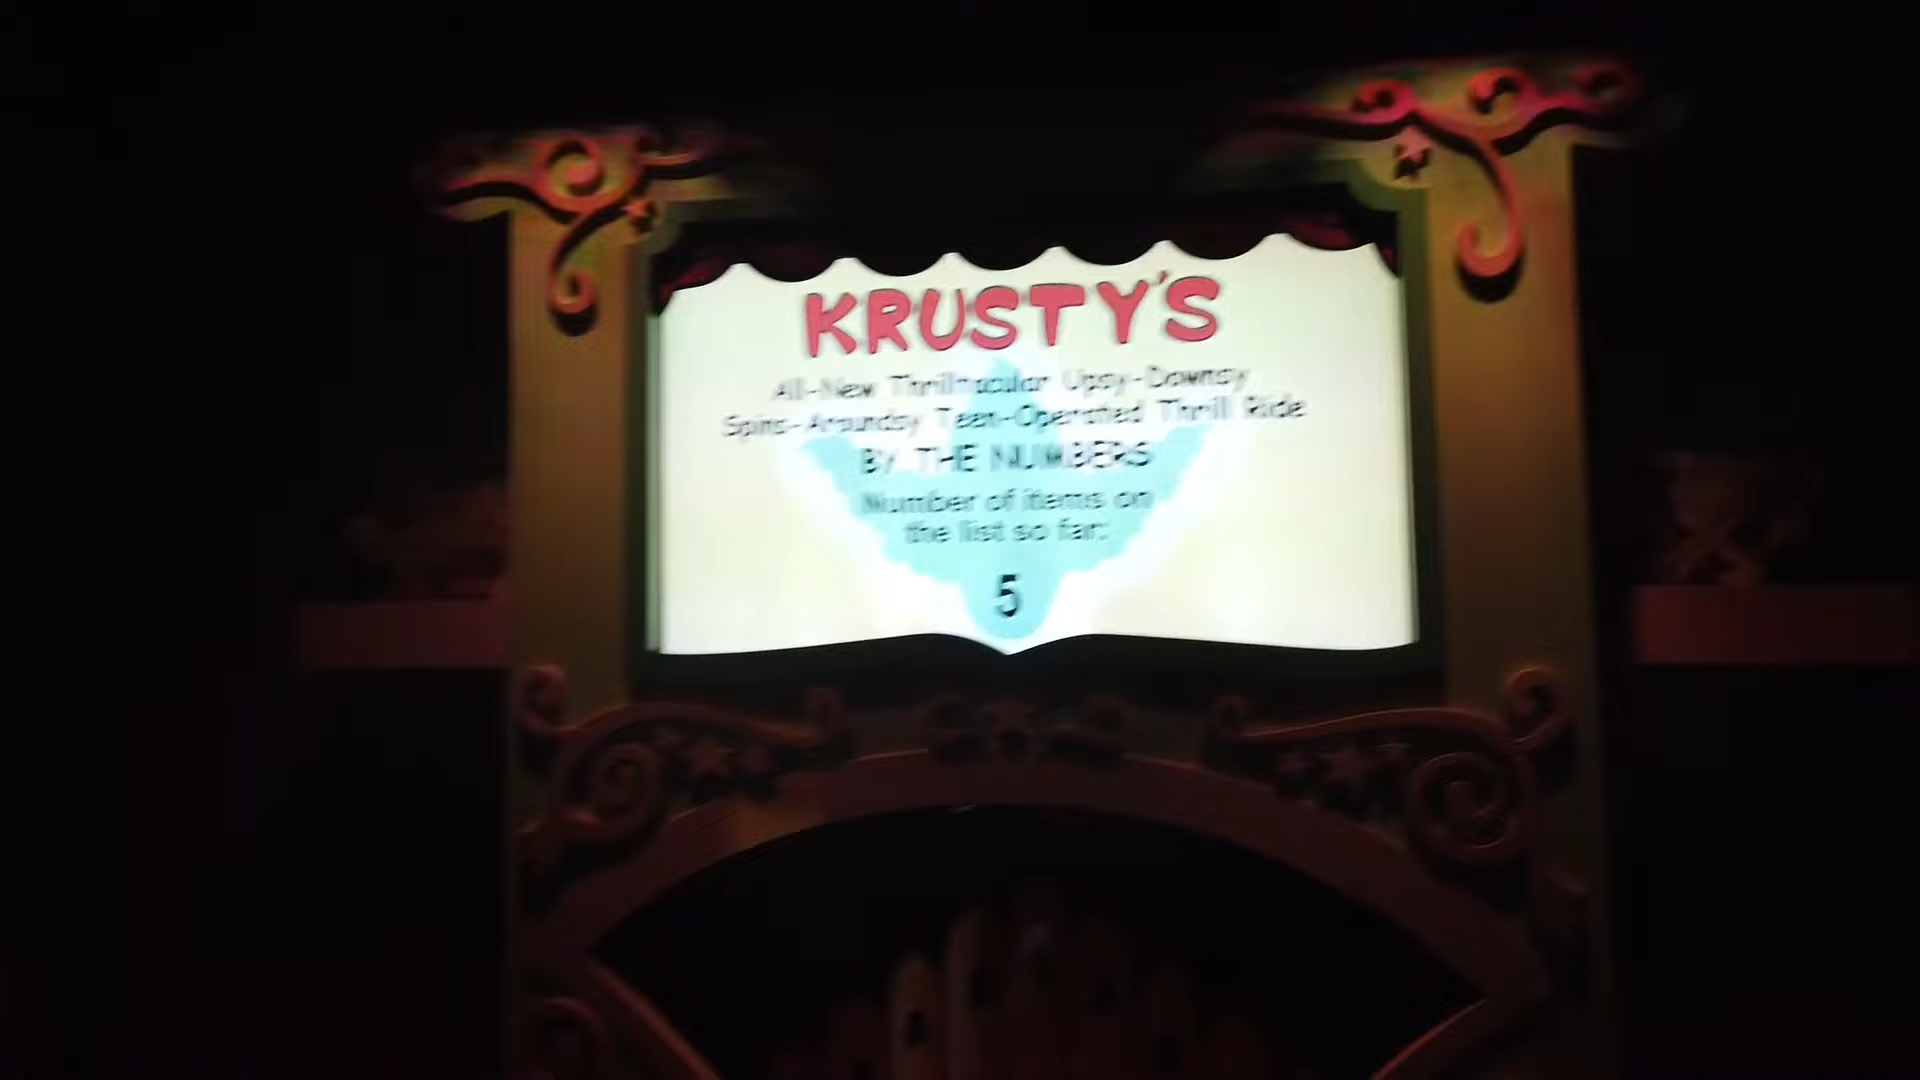 KRUSTY'S
All-New Thrilltacular Upsy-Downsy
Spins-Aroundsy Teen-Operated Thrill Ride
BY THE NUMBERS
Number of items on
the list so far:
5